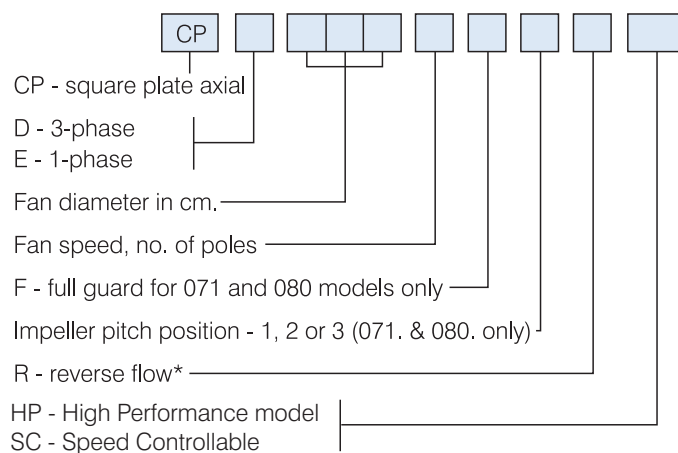 CP
CP - square plate axial
D - 3-phase
E - 1-phase
Fan diameter in cm.
Fan speed, no. of poles
F - full guard for 071 and 080 models only
Impeller pitch position - 1, 2 or 3 (071. & 080. only)
R - reverse flow*
HP - High Performance model
SC - Speed Controllable